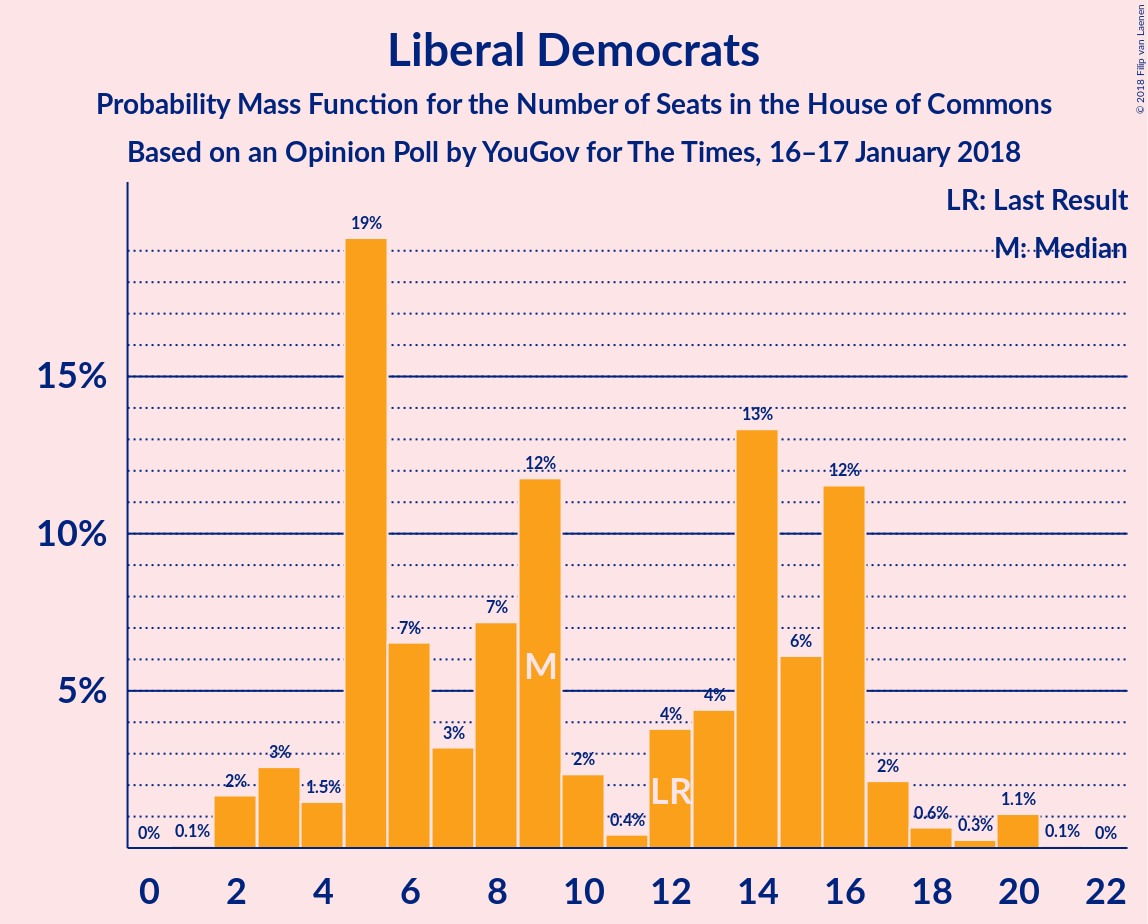 Liberal Democrats
Probability Mass Function for the Number of Seats in the House of Commons
Based on an Opinion Poll by YouGov for The Times, 16–17 January 2018
© 2018 Filip van Laenen
LR: Last Result
M: Median
15%
10%
5%
0%
0.1%
2%
3%
1.5%
19%
7%
3%
7%
12%
2%
0.4%
4%
4%
13%
6%
12%
2%
0.6%
0.3%
1.1%
0.1%
0%
M
LR
0 2 4 6 8 10 12 14 16 18 20 22